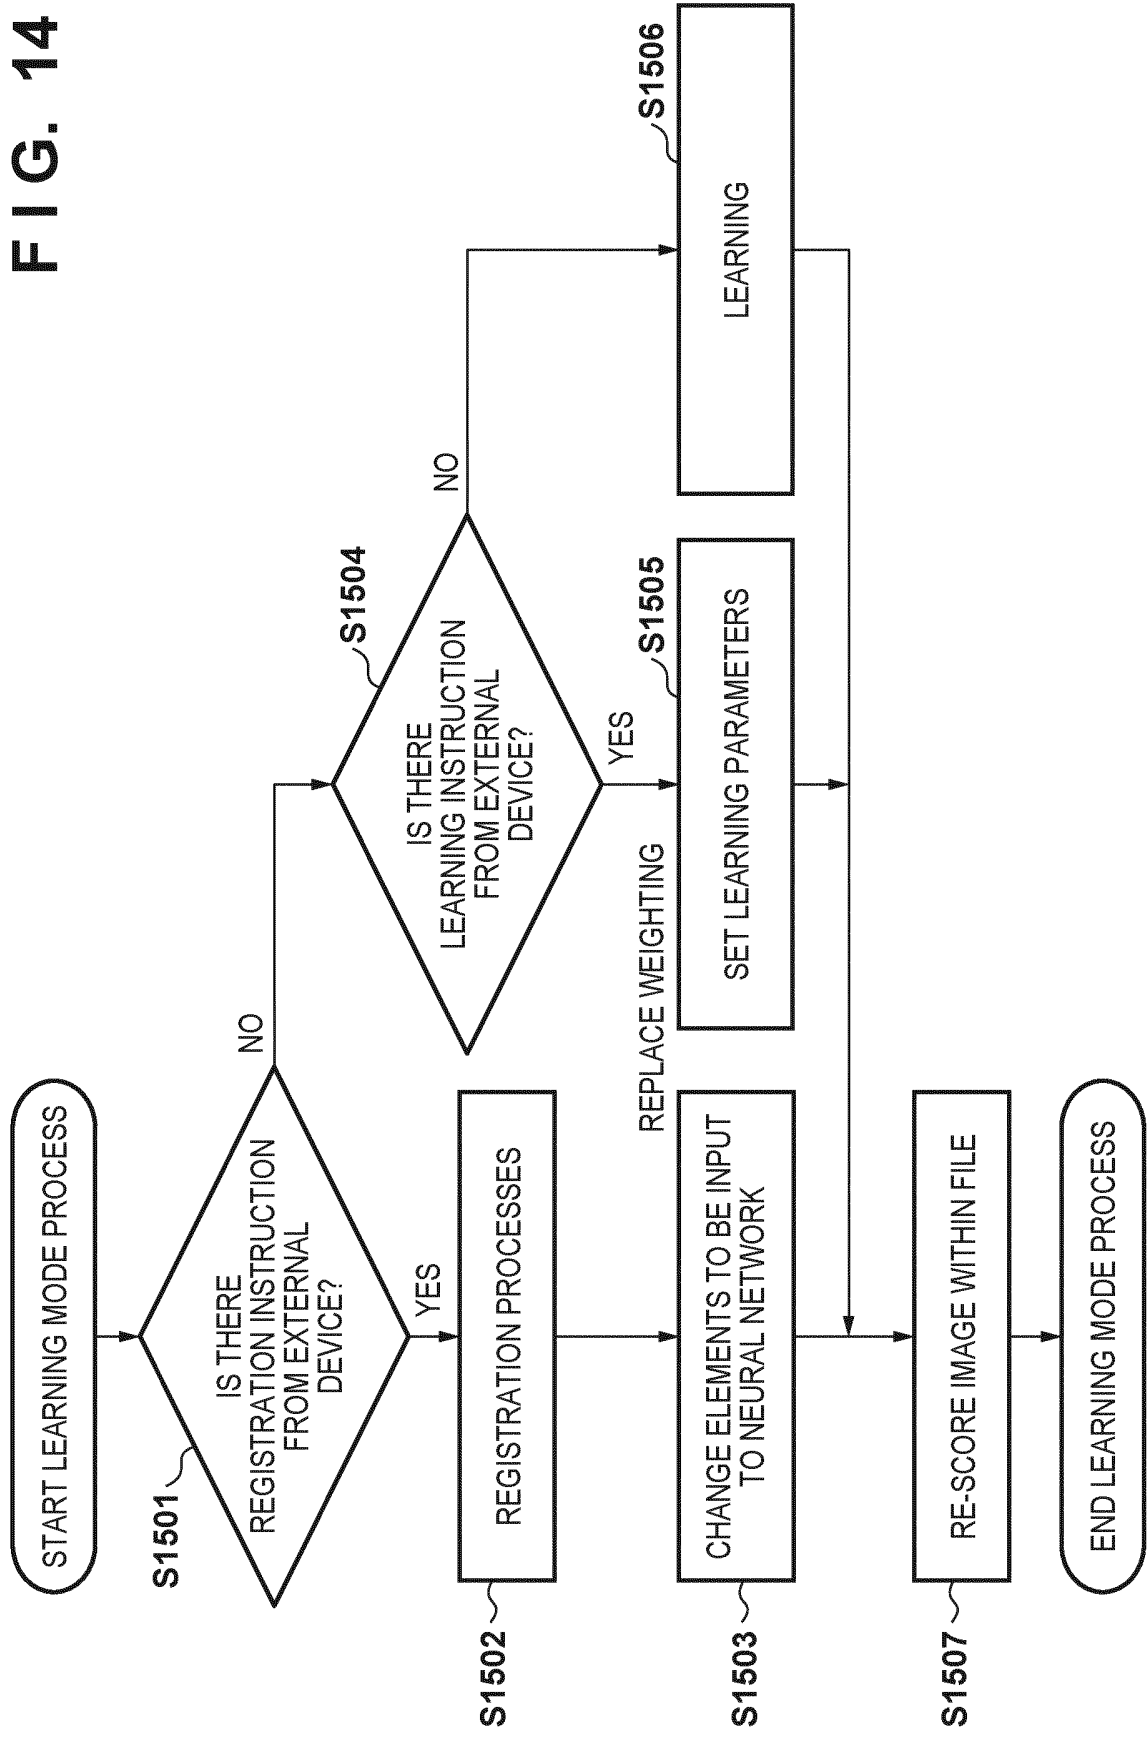 FIG. 14
START LEARNING MODE PROCESS
S1501
IS THERE
REGISTRATION INSTRUCTION
FROM EXTERNAL
DEVICE?
NO
YES
S1504
IS THERE
LEARNING INSTRUCTION
FROM EXTERNAL
DEVICE?
NO
YES
S1502
REGISTRATION PROCESSES
REPLACE WEIGHTING
S1503
CHANGE ELEMENTS TO BE INPUT
TO NEURAL NETWORK
S1505
SET LEARNING PARAMETERS
S1506
LEARNING
S1507
RE-SCORE IMAGE WITHIN FILE
END LEARNING MODE PROCESS